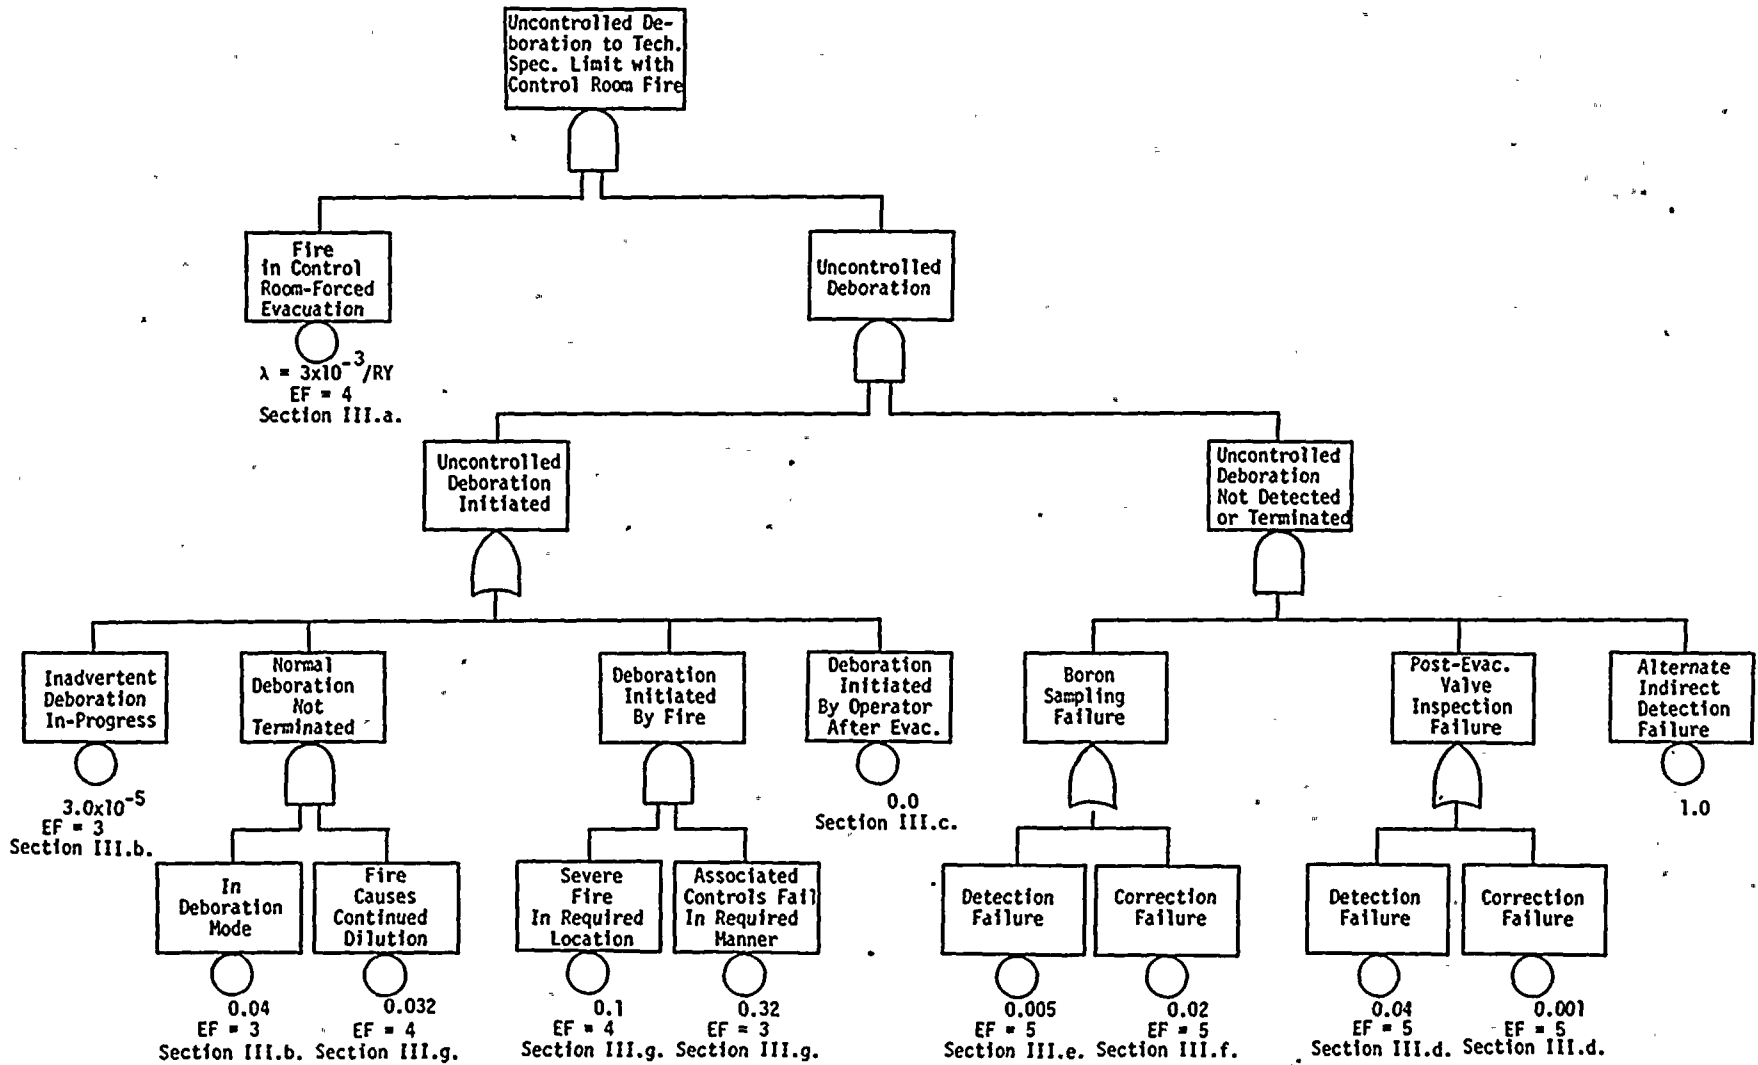 Uncontrolled De-
boration to Tech.
Spec. Limit with
Control Room Fire
Fire
in Control
Room-Forced
Evacuation
λ = 3x10⁻³/RY
EF = 4
Section III.a.
Uncontrolled
Deboration
Uncontrolled
Deboration
Initiated
Uncontrolled
Deboration
Not Detected
or Terminated
Inadvertent
Deboration
In-Progress
3.0x10⁻⁵
EF = 3
Section III.b.
Normal
Deboration
Not
Terminated
Deboration
Initiated
By Fire
Deboration
Initiated
By Operator
After Evac.
0.0
Section III.c.
Boron
Sampling
Failure
Post-Evac.
Valve
Inspection
Failure
Alternate
Indirect
Detection
Failure
1.0
In
Deboration
Mode
0.04
EF = 3
Section III.b.
Fire
Causes
Continued
Dilution
0.032
EF = 4
Section III.g.
Severe
Fire
In Required
Location
0.1
EF = 4
Section III.g.
Associated
Controls Fail
In Required
Manner
0.32
EF = 3
Section III.g.
Detection
Failure
0.005
EF = 5
Section III.e.
Correction
Failure
0.02
EF = 5
Section III.f.
Detection
Failure
0.04
EF = 5
Section III.d.
Correction
Failure
0.001
EF = 5
Section III.d.